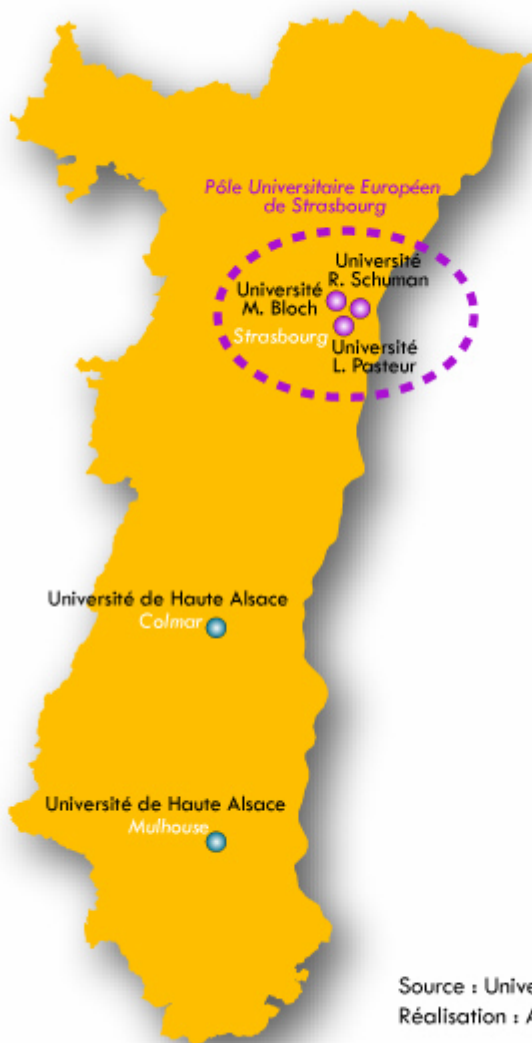 Pôle Universitaire Européen
de Strasbourg
Université
R. Schuman
Université
M. Bloch
Strasbourg
Université
L. Pasteur
Université de Haute Alsace
Colmar
Université de Haute Alsace
Mulhouse
Source :
Réalisation :